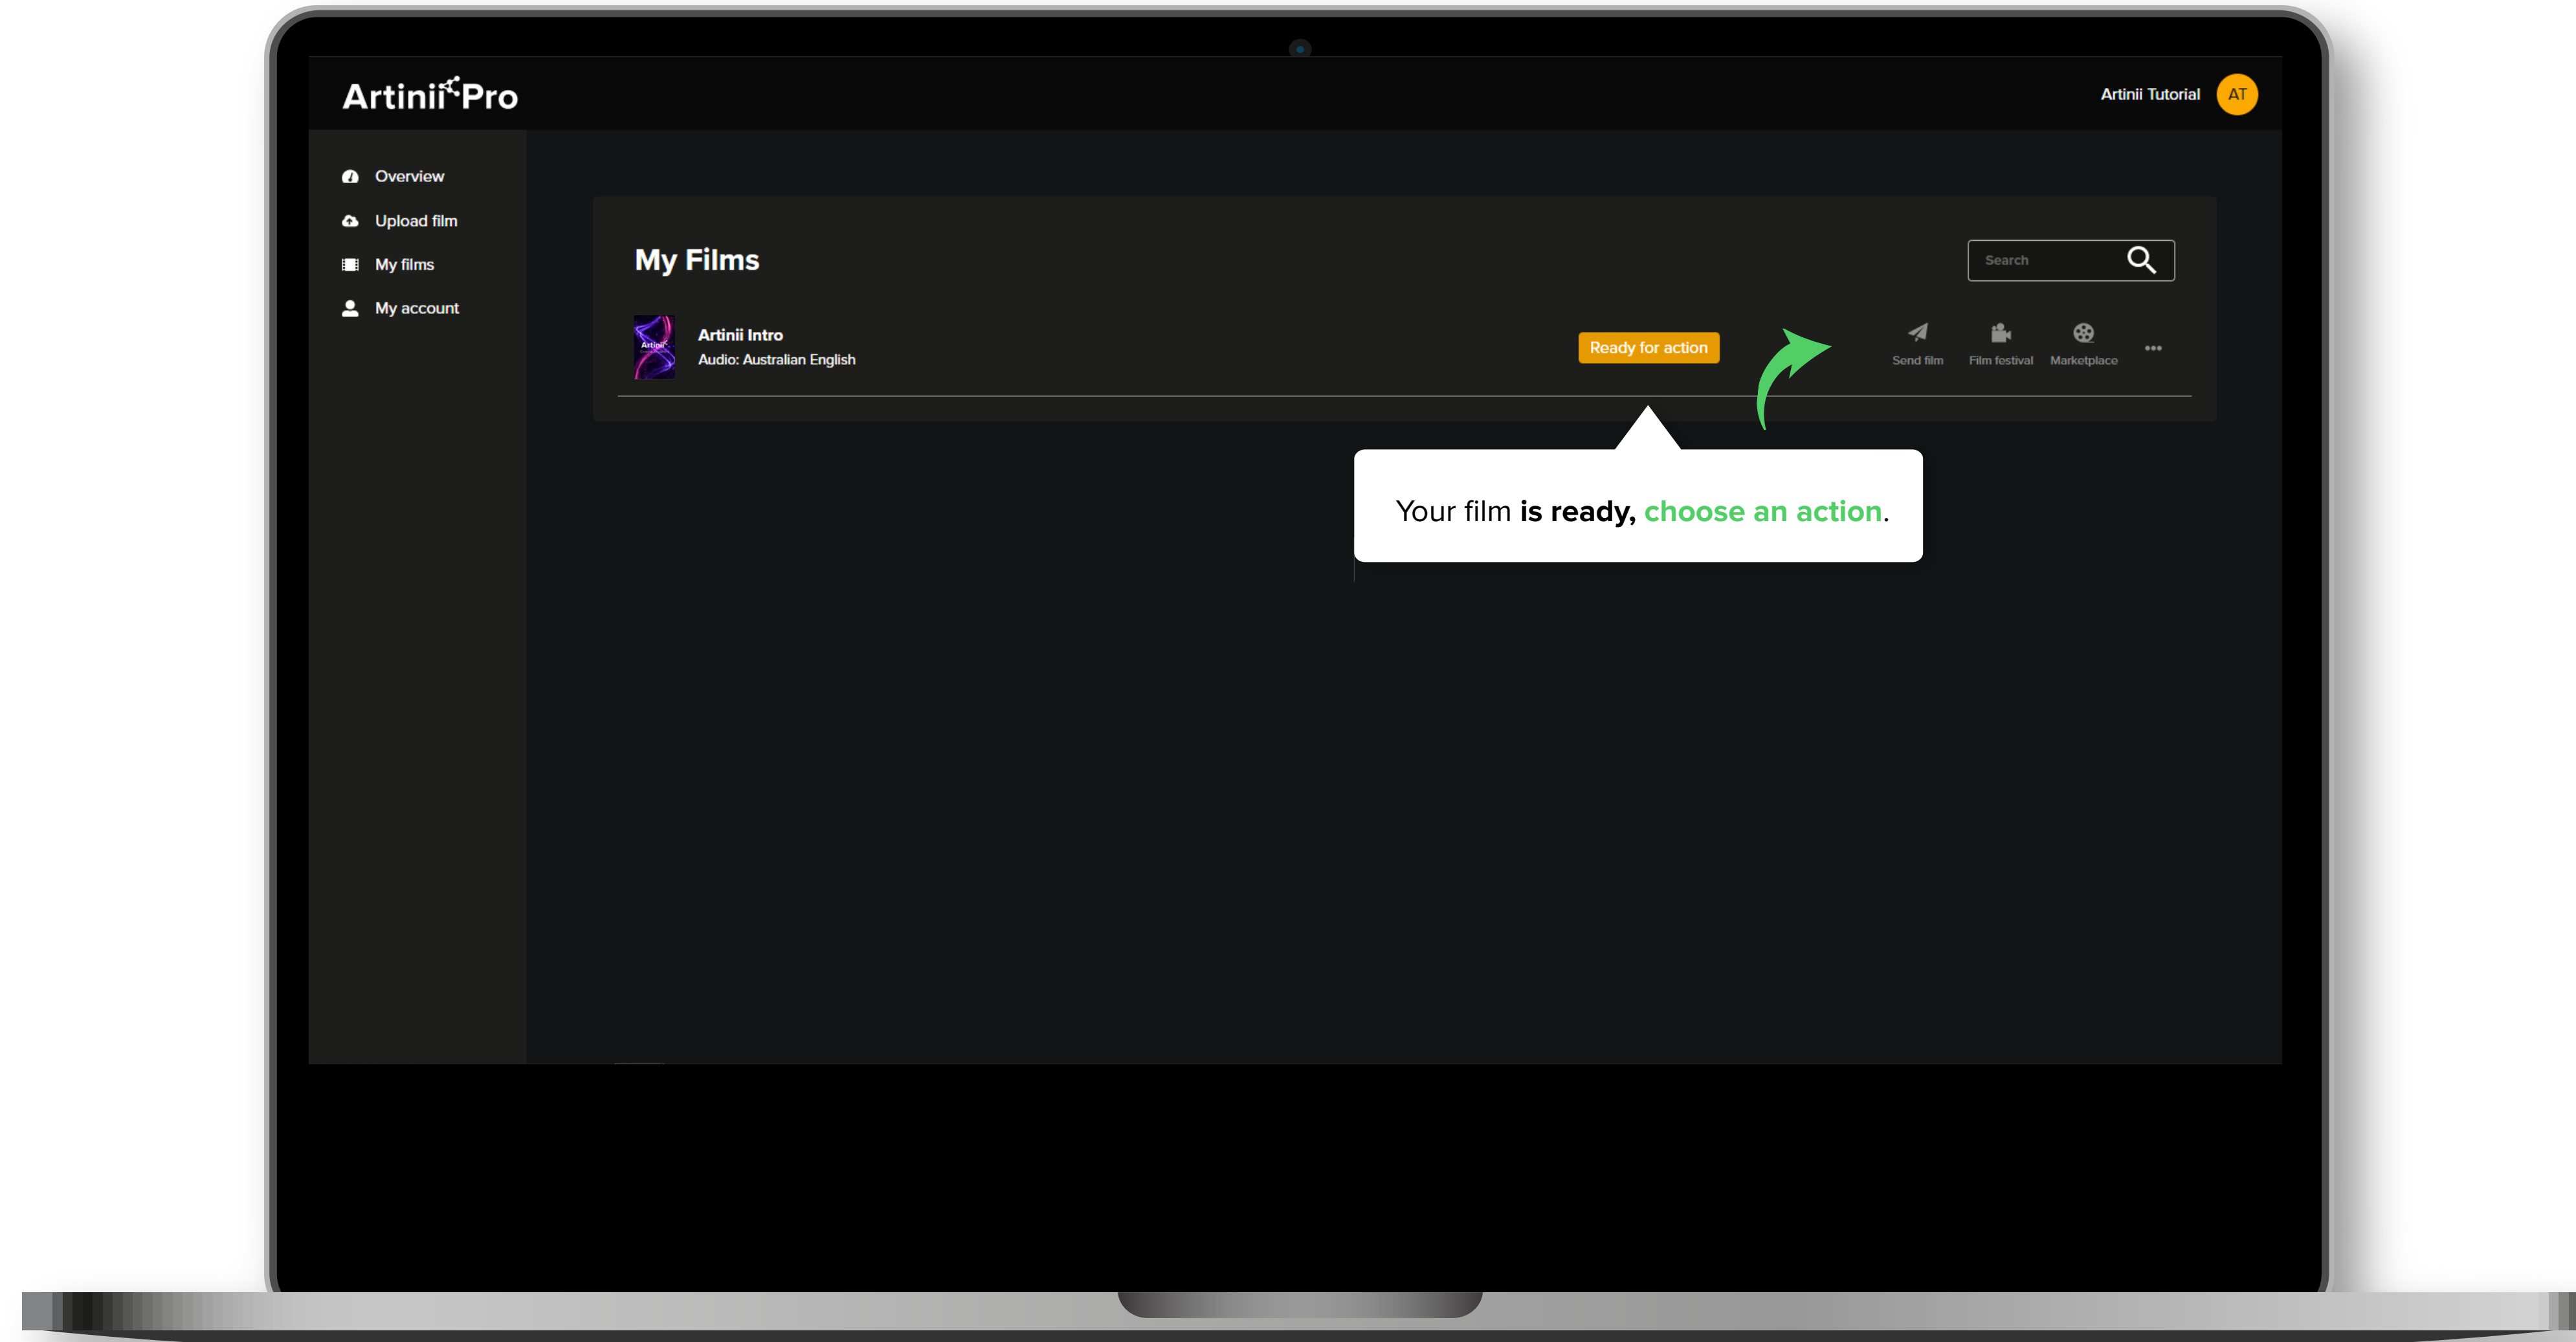 Artinii Pro
Artinii Tutorial AT
Overview
Upload film
My films
My account
My Films
Search
Artinii
Artinii Intro
Audio: Australian English
Ready for action
Send film
Film festival
Marketplace
Your film is ready, choose an action.